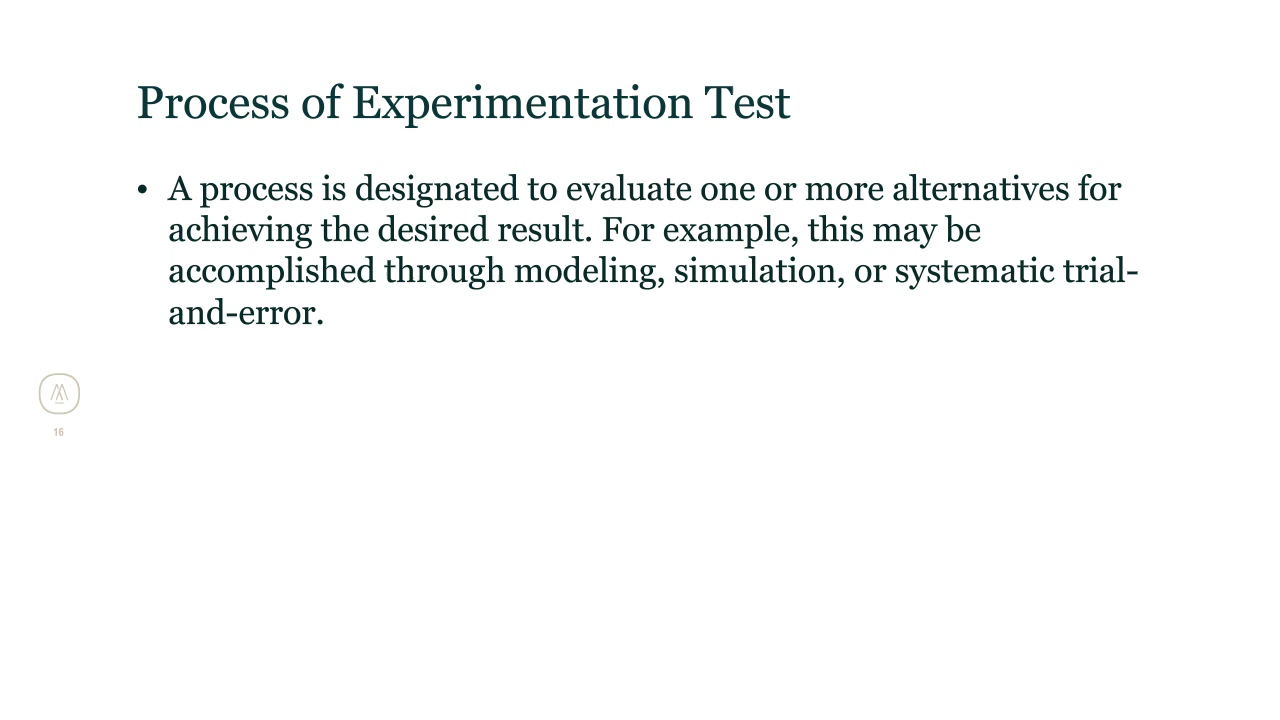 Process of Experimentation Test
• A process is designated to evaluate one or more alternatives for
achieving the desired result. For example, this may be
accomplished through modeling, simulation, or systematic trial-
and-error.
16